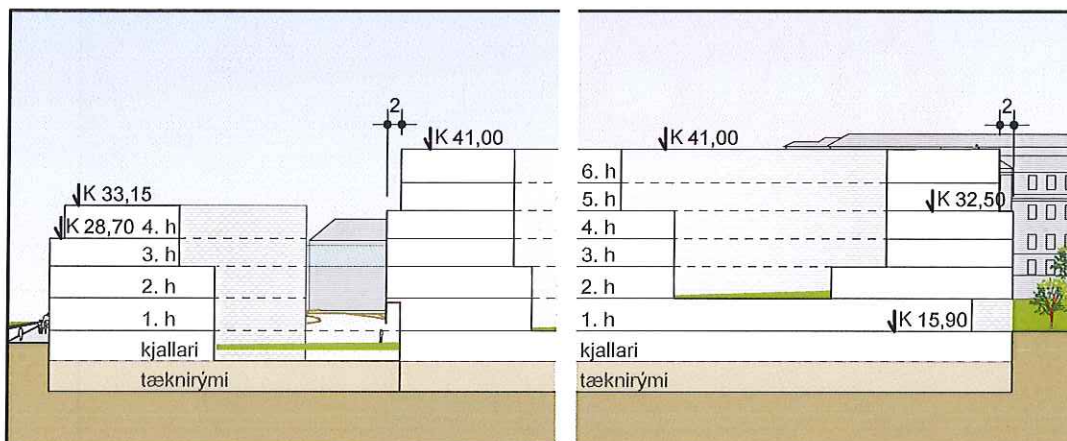 2
K 41,00
K 33,15
K 28,70
4. h
3. h
2. h
1. h
kjallari
tæknirými
2
K 41,00
6. h
5. h
K 32,50
4. h
3. h
2. h
1. h
K 15,90
kjallari
tæknirými